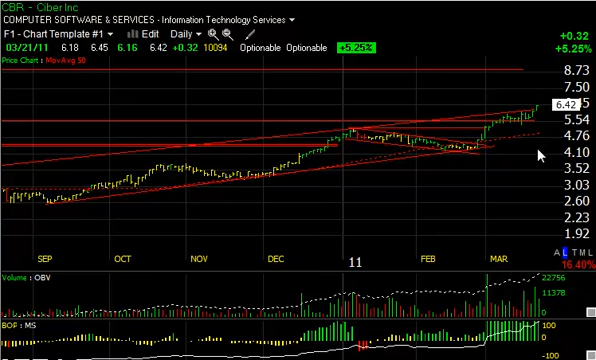 CBR - Ciber Inc
COMPUTER SOFTWARE & SERVICES - Information Technology Services
F1 - Chart Template #1 Edit Daily
+0.32
03/21/11 6.18 6.45 6.16 6.42 +0.32 10094 Optionable Optionable +5.25%
+5.25%
Price Chart : MovAvg 50
8.73
7.50
6.42
5.54
4.76
4.10
3.52
3.03
2.60
2.23
1.92
SEP OCT NOV DEC 11 FEB MAR
A L T M L
16.40%
Volume : OBV
22756
11378
0
BOP : MS
100
0
-100